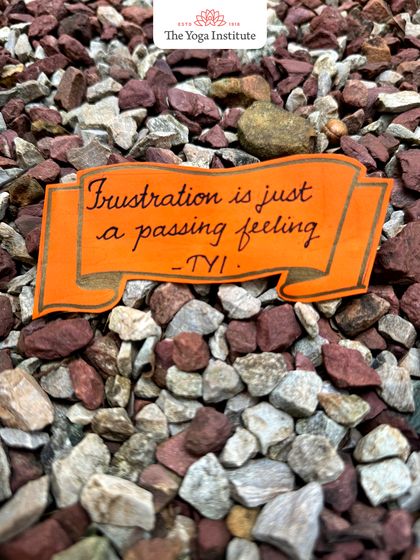 ESTD 1918
The Yoga Institute
Frustration is just
a passing feeling
-TYI.